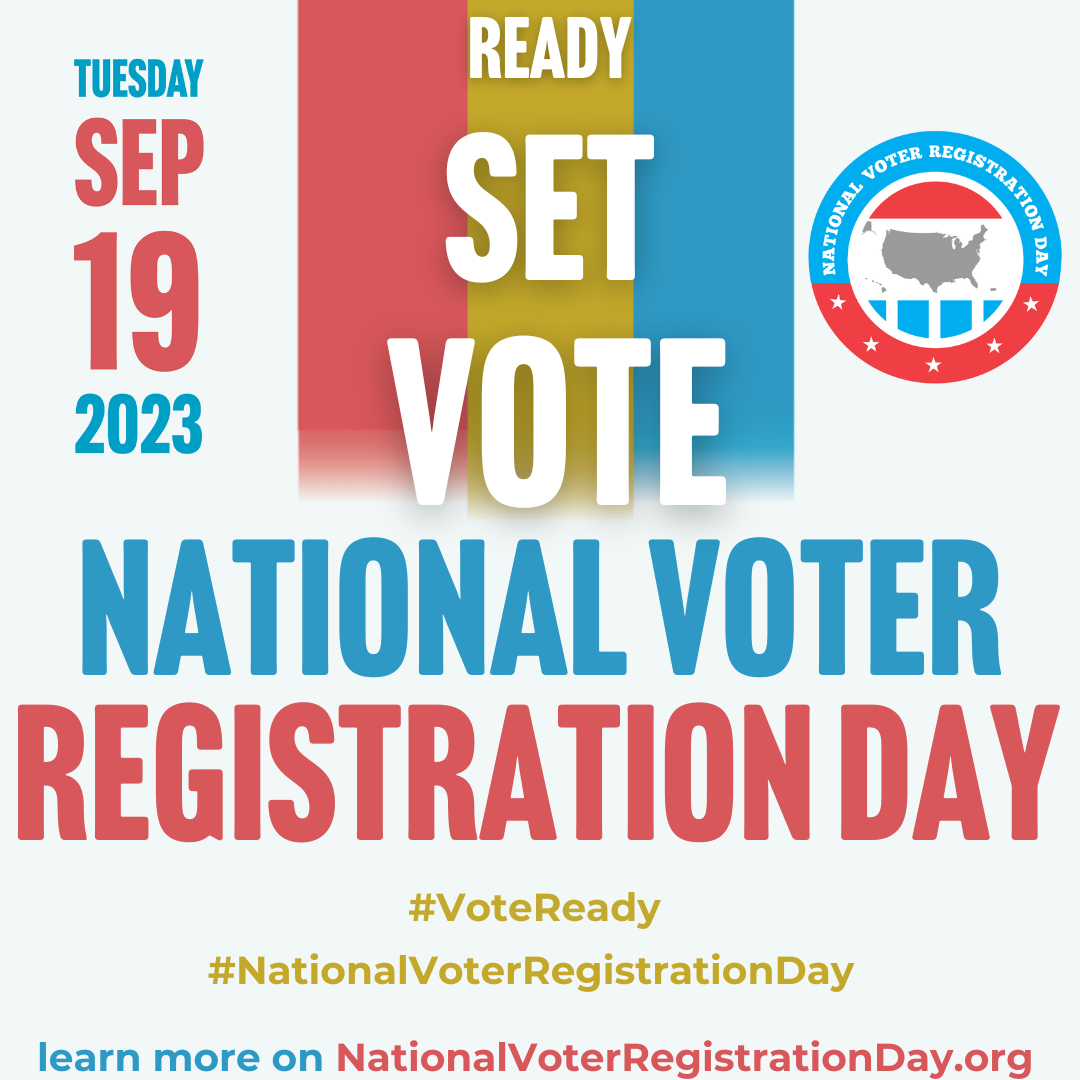 TUESDAY
SEP
19
2023
READY
SET
VOTE
NATIONAL VOTER REGISTRATION DAY
NATIONAL VOTER
REGISTRATION DAY
#VoteReady
#NationalVoterRegistrationDay
learn more on NationalVoterRegistrationDay.org